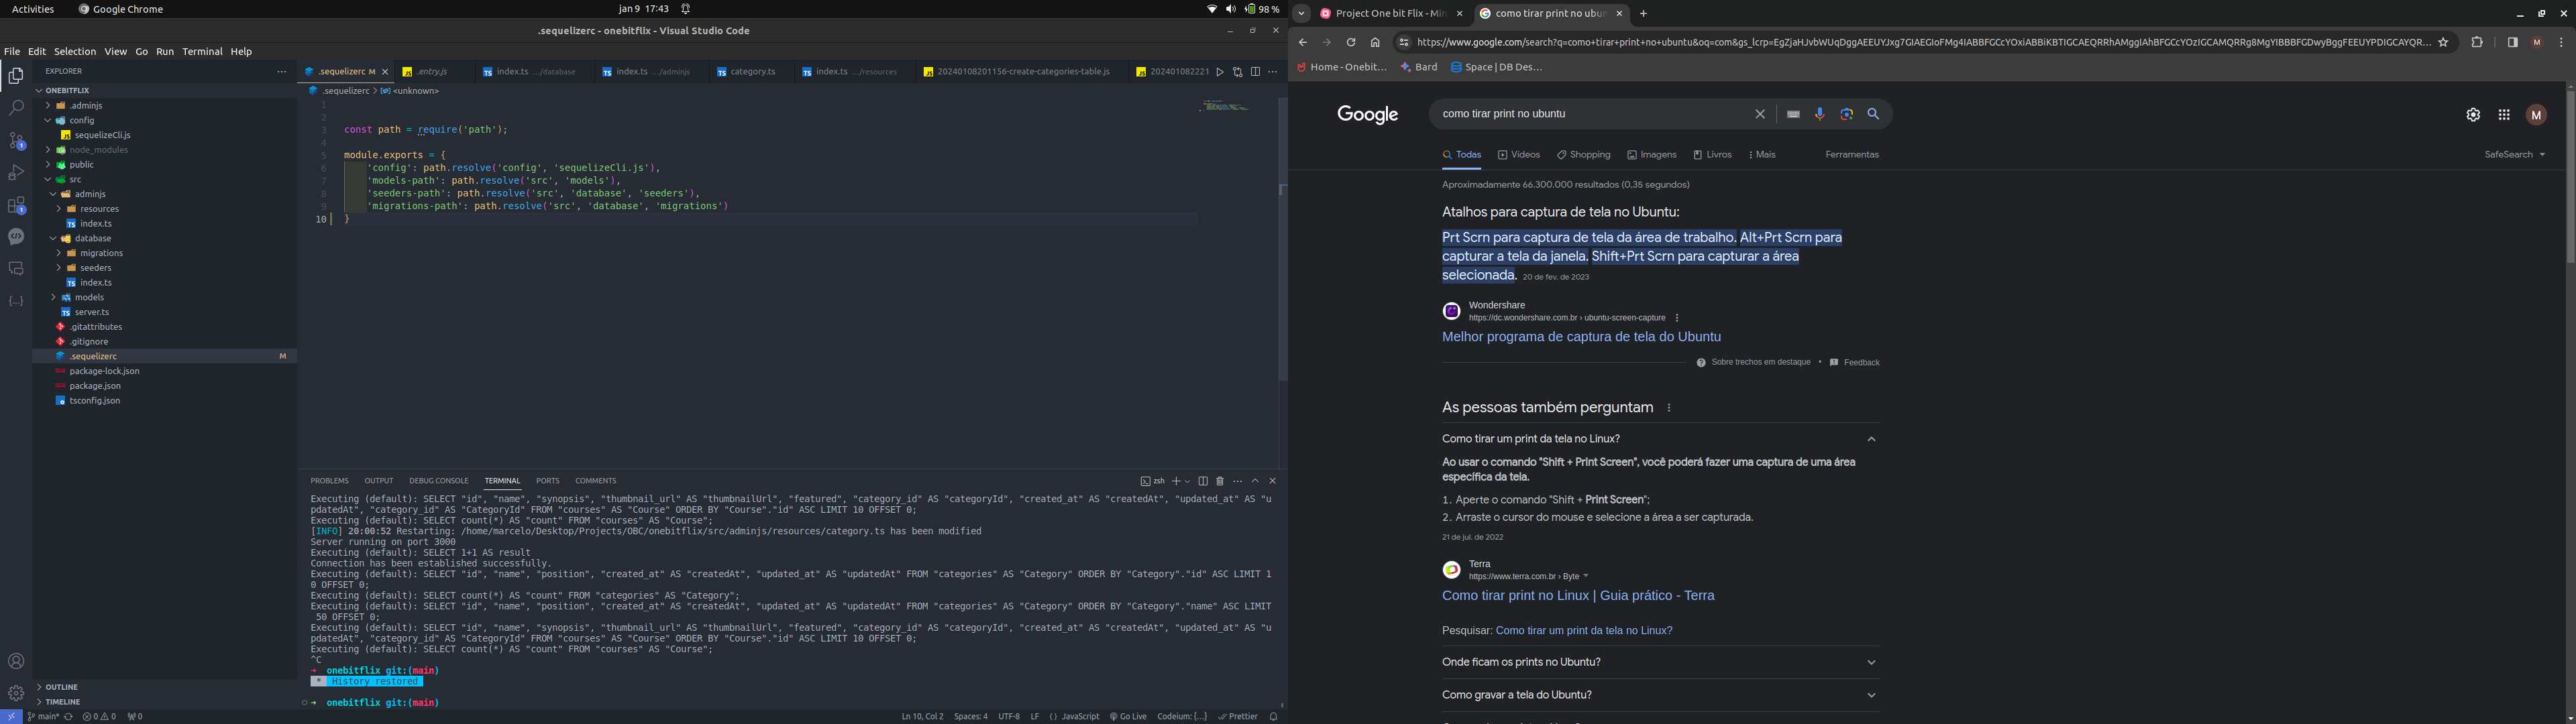 Activities
Google Chrome
jan 9 17:43
98 %
.sequelizerc - onebitflix - Visual Studio Code
File Edit Selection View Go Run Terminal Help
EXPLORER
ONEBITFLIX
.adminjs
config
sequelizeCli.js
node_modules
public
src
adminjs
resources
index.ts
database
migrations
seeders
index.ts
models
server.ts
.gitattributes
.gitignore
.sequelizerc M
package-lock.json
package.json
tsconfig.json
OUTLINE
TIMELINE
.sequelizerc M
.entry.js
index.ts .../database
index.ts .../adminjs
category.ts
index.ts .../resources
20240108201156-create-categories-table.js
202401082221
.sequelizerc > <unknown>
1
2
3 const path = require('path');
4
5 module.exports = {
6 'config': path.resolve('config', 'sequelizeCli.js'),
7 'models-path': path.resolve('src', 'models'),
8 'seeders-path': path.resolve('src', 'database', 'seeders'),
9 'migrations-path': path.resolve('src', 'database', 'migrations')
10 }
PROBLEMS OUTPUT DEBUG CONSOLE TERMINAL PORTS COMMENTS
zsh
Executing (default): SELECT "id", "name", "synopsis", "thumbnail_url" AS "thumbnailUrl", "featured", "category_id" AS "categoryId", "created_at" AS "createdAt", "updated_at" AS "u
pdatedAt", "category_id" AS "CategoryId" FROM "courses" AS "Course" ORDER BY "Course"."id" ASC LIMIT 10 OFFSET 0;
Executing (default): SELECT count(*) AS "count" FROM "courses" AS "Course";
[INFO] 20:00:52 Restarting: /home/marcelo/Desktop/Projects/OBC/onebitflix/src/adminjs/resources/category.ts has been modified
Server running on port 3000
Executing (default): SELECT 1+1 AS result
Connection has been established successfully.
Executing (default): SELECT "id", "name", "position", "created_at" AS "createdAt", "updated_at" AS "updatedAt" FROM "categories" AS "Category" ORDER BY "Category"."id" ASC LIMIT 1
0 OFFSET 0;
Executing (default): SELECT count(*) AS "count" FROM "categories" AS "Category";
Executing (default): SELECT "id", "name", "position", "created_at" AS "createdAt", "updated_at" AS "updatedAt" FROM "categories" AS "Category" ORDER BY "Category"."name" ASC LIMIT
50 OFFSET 0;
Executing (default): SELECT "id", "name", "synopsis", "thumbnail_url" AS "thumbnailUrl", "featured", "category_id" AS "categoryId", "created_at" AS "createdAt", "updated_at" AS "u
pdatedAt", "category_id" AS "CategoryId" FROM "courses" AS "Course" ORDER BY "Course"."id" ASC LIMIT 10 OFFSET 0;
Executing (default): SELECT count(*) AS "count" FROM "courses" AS "Course";
^C
→ onebitflix git:(main)
* History restored
→ onebitflix git:(main)
main* 0 0 0
Ln 10, Col 2 Spaces: 4 UTF-8 LF JavaScript Go Live Codeium: {...} Prettier
Project One bit Flix - Min
como tirar print no ubun
https://www.google.com/search?q=como+tirar+print+no+ubuntu&oq=com&gs_lcrp=
Home - Onebit...
Bard
Space | DB Des...
Google
como tirar print no ubuntu
M
Todas Vídeos Shopping Imagens Livros Mais Ferramentas SafeSearch
Aproximadamente 66.300.000 resultados (0,35 segundos)
Atalhos para captura de tela no Ubuntu:
Prt Scrn para captura de tela da área de trabalho. Alt+Prt Scrn para
capturar a tela da janela. Shift+Prt Scrn para capturar a área
selecionada. 20 de fev. de 2023
Wondershare
https://dc.wondershare.com.br › ubuntu-screen-capture
Melhor programa de captura de tela do Ubuntu
Sobre trechos em destaque • Feedback
As pessoas também perguntam
Como tirar um print da tela no Linux?
Ao usar o comando "Shift + Print Screen", você poderá fazer uma captura de uma área
específica da tela.
1. Aperte o comando "Shift + Print Screen";
2. Arraste o cursor do mouse e selecione a área a ser capturada.
21 de jul. de 2022
Terra
https://www.terra.com.br › Byte
Como tirar print no Linux | Guia prático - Terra
Pesquisar: Como tirar um print da tela no Linux?
Onde ficam os prints no Ubuntu?
Como gravar a tela do Ubuntu?